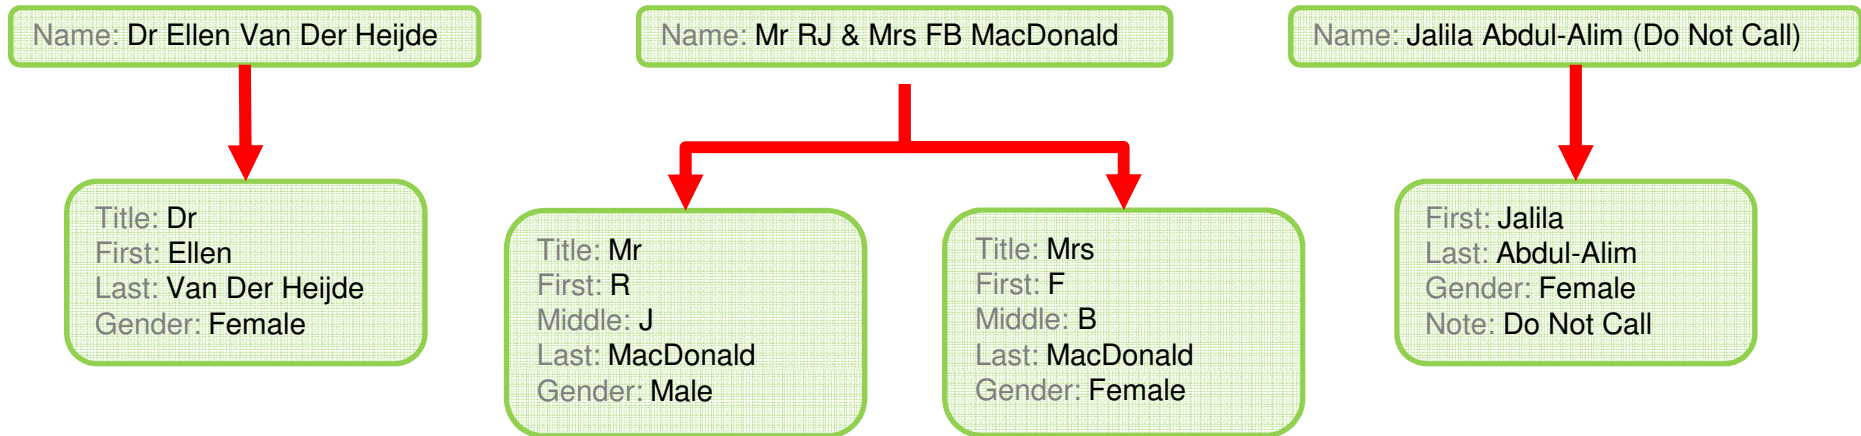 Name: Dr Ellen Van Der Heijde
Name: Mr RJ & Mrs FB MacDonald
Name: Jalila Abdul-Alim (Do Not Call)
Title: Dr
First: Ellen
Last: Van Der Heijde
Gender: Female
Title: Mr
First: R
Middle: J
Last: MacDonald
Gender: Male
Title: Mrs
First: F
Middle: B
Last: MacDonald
Gender: Female
First: Jalila
Last: Abdul-Alim
Gender: Female
Note: Do Not Call